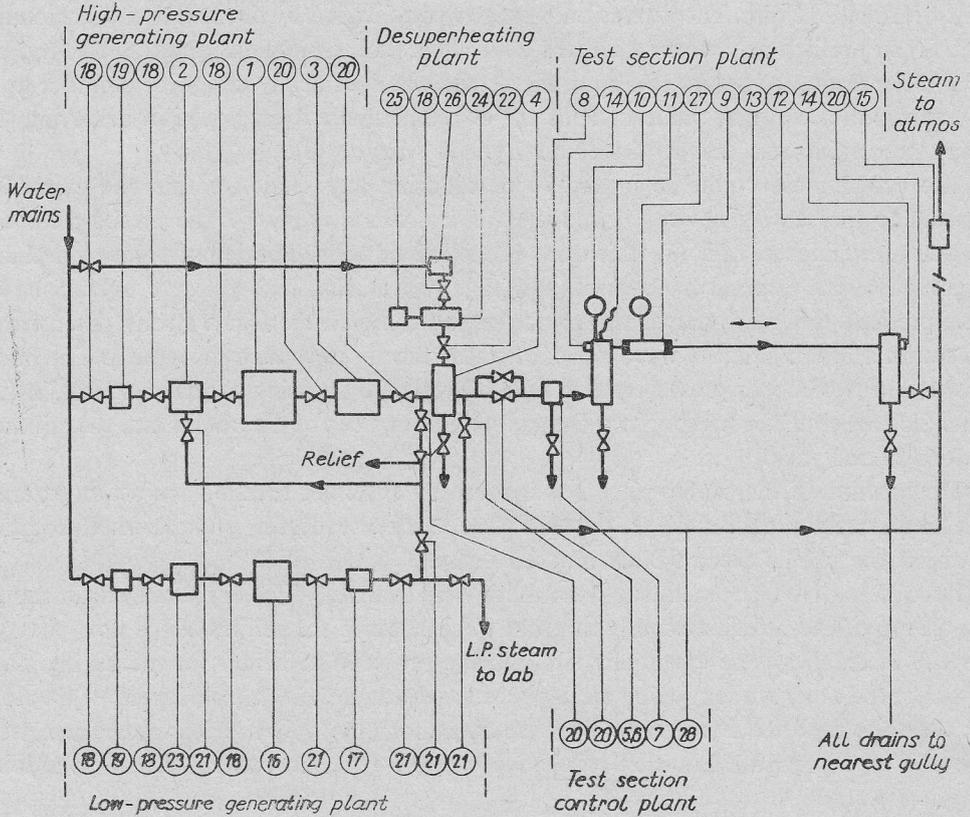 High-pressure
generating plant
18 19 18 2 18 1 20 3 20
Desuperheating
plant
25 18 26 24 22 4
Test section plant
8 14 10 11 27 9 13 12 14 20 15
Steam
to
atmos
Water
mains
Relief
L.P. steam
to lab
20 20 5,6 7 28
Test section
control plant
All drains to
nearest gully
18 19 18 23 21 18 16 21 17 21 21 21
Low-pressure generating plant